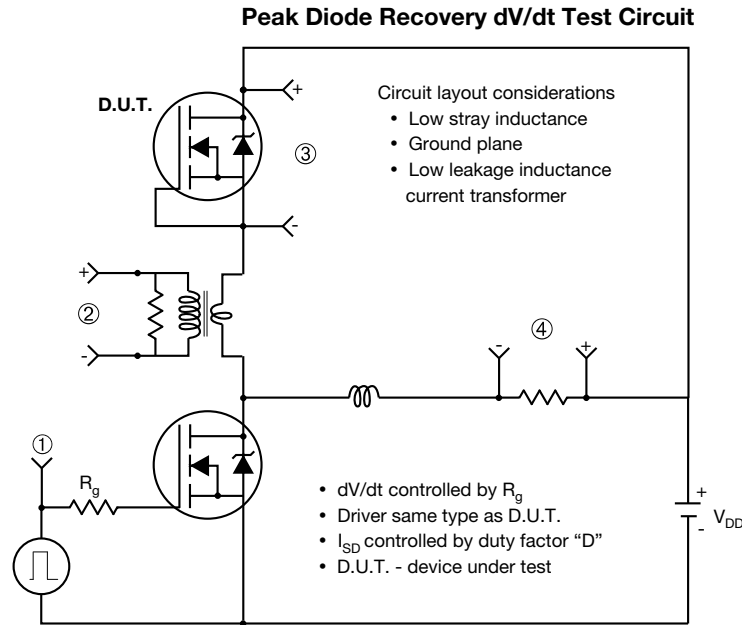 Peak Diode Recovery dV/dt Test Circuit
D.U.T.
+
-
③
Circuit layout considerations
• Low stray inductance
• Ground plane
• Low leakage inductance
current transformer
+
②
-
-
④
+
①
Rg
• dV/dt controlled by Rg
• Driver same type as D.U.T.
• ISD controlled by duty factor “D”
• D.U.T. - device under test
+
-
VDD